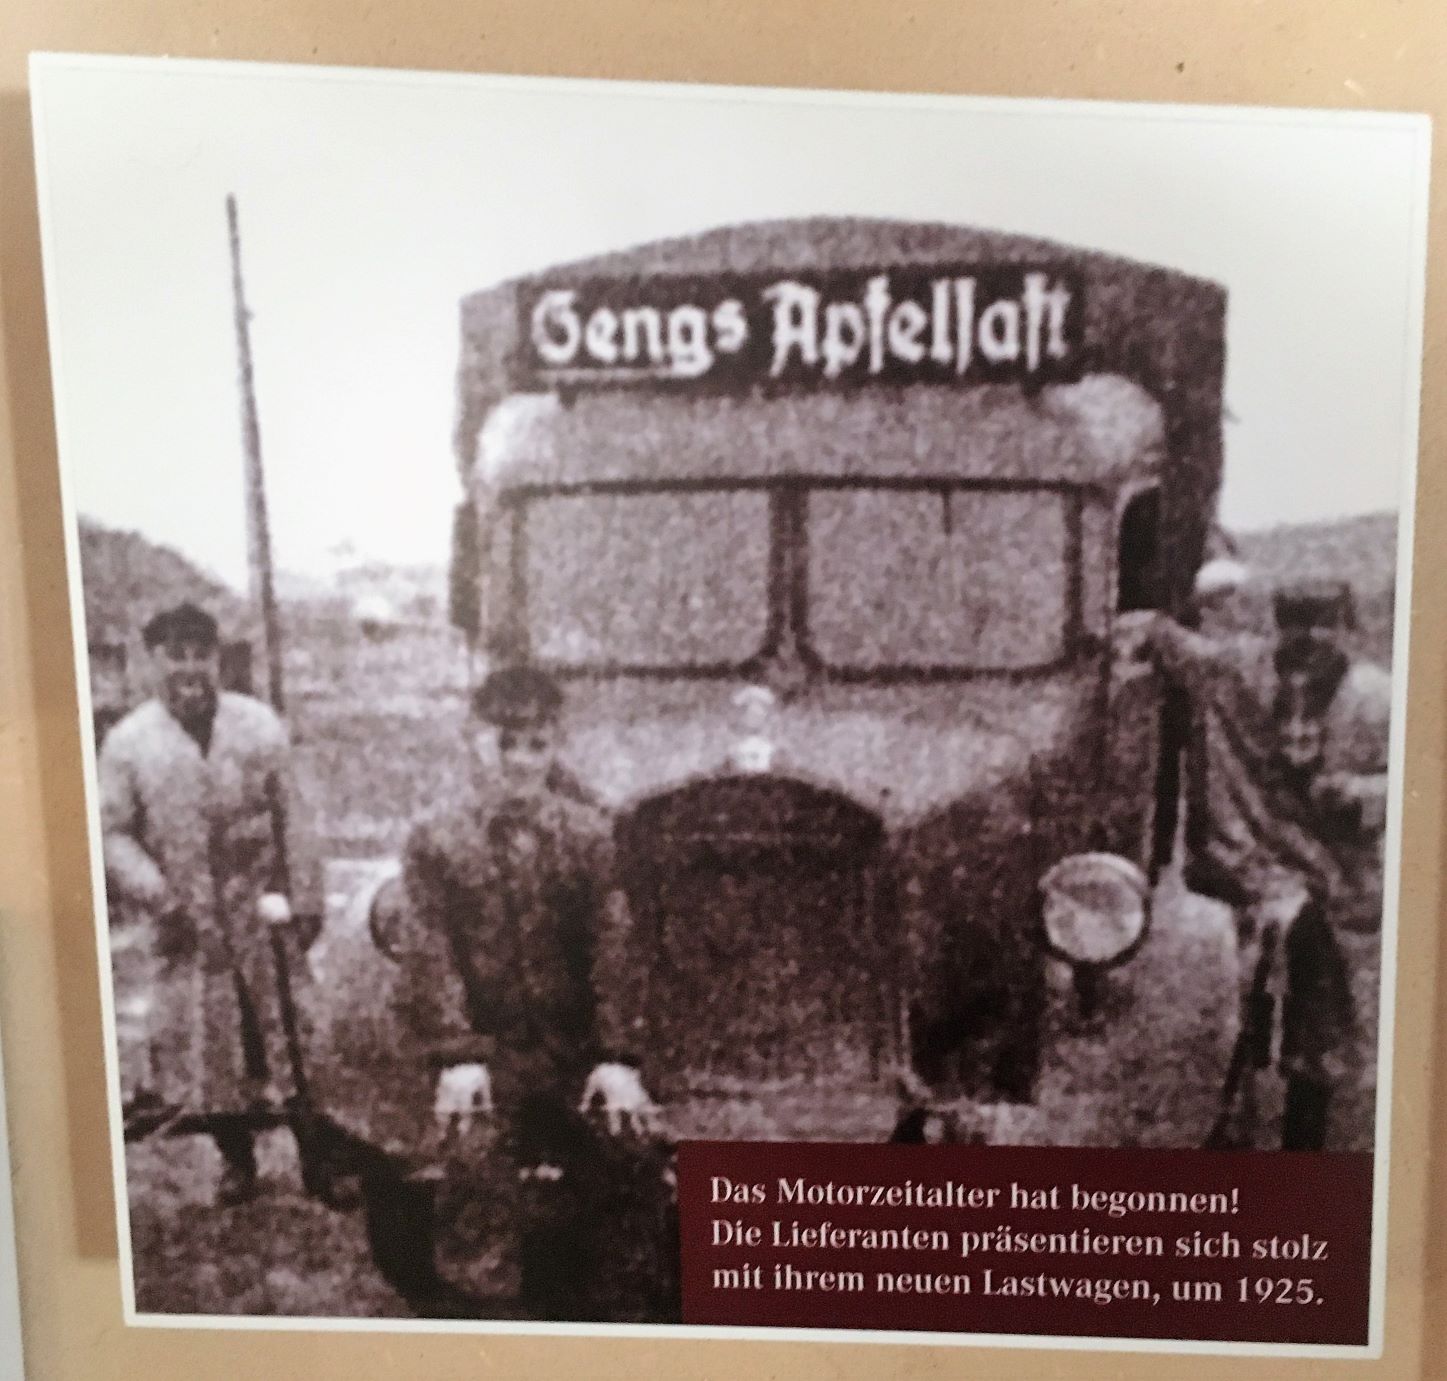 Gengs Apfelsaft
Das Motorzeitalter hat begonnen!
Die Lieferanten präsentieren sich stolz
mit ihrem neuen Lastwagen, um 1925.